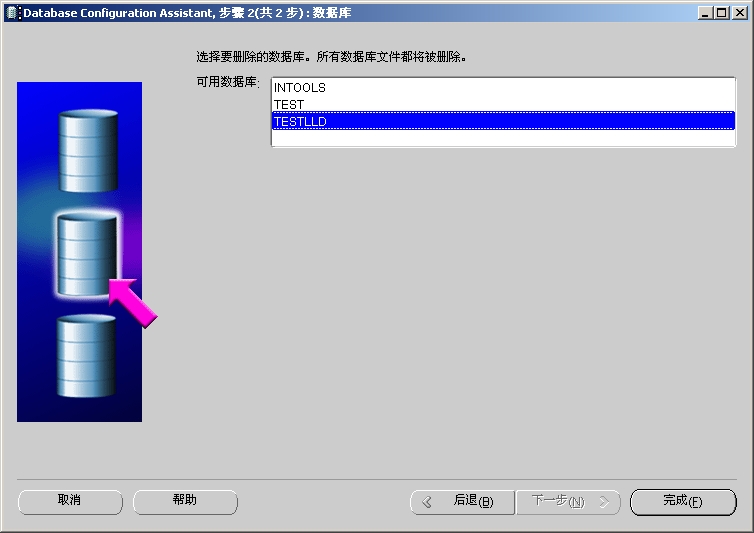 Database Configuration Assistant, 步骤 2(共 2 步) : 数据库
选择要删除的数据库。所有数据库文件都将被删除。
可用数据库:
INTOOLS
TEST
TESTLLD
取消
帮助
后退(B)
下一步(N)
完成(F)